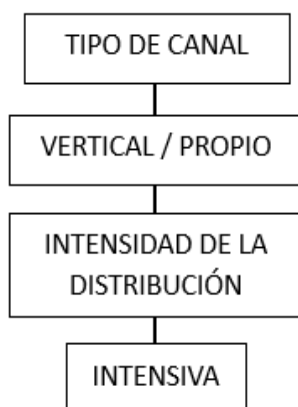 TIPO DE CANAL
VERTICAL / PROPIO
INTENSIDAD DE LA
DISTRIBUCIÓN
INTENSIVA